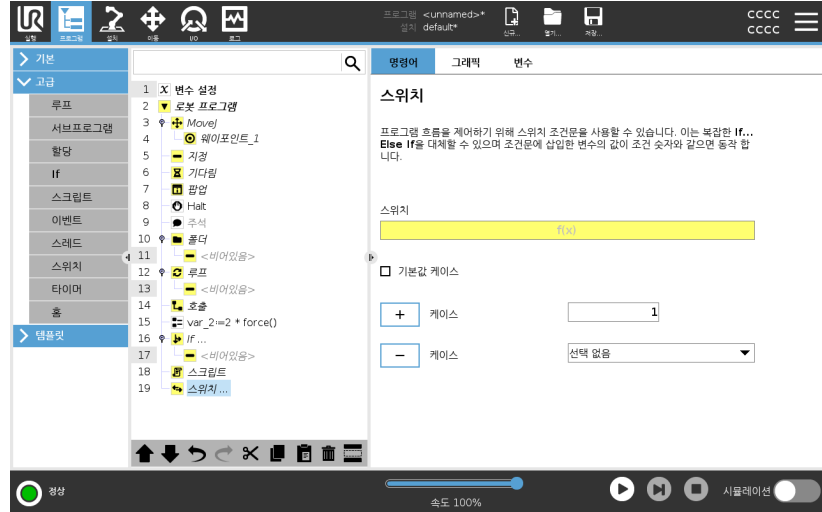 UR
실행
프로그램
설치
이동
I/O
로그
프로그램 <unnamed>*
설치 default*
신규...
열기...
저장...
cccc
cccc
기본
고급
루프
서브프로그램
할당
If
스크립트
이벤트
스레드
스위치
타이머
홈
템플릿
1 X 변수 설정
2 로봇 프로그램
3 MoveJ
4 웨이포인트_1
5 지정
6 기다림
7 팝업
8 Halt
9 주석
10 폴더
11 <비어있음>
12 루프
13 <비어있음>
14 호출
15 var_2:=2 * force()
16 If ...
17 <비어있음>
18 스크립트
19 스위치 ...
명령어 그래픽 변수
스위치
프로그램 흐름을 제어하기 위해 스위치 조건문을 사용할 수 있습니다. 이는 복잡한 If...
Else If을 대체할 수 있으며 조건문에 삽입한 변수의 값이 조건 숫자와 같으면 동작 합
니다.
스위치
f(x)
기본값 케이스
+ 케이스 1
− 케이스 선택 없음
정상
속도 100%
시뮬레이션